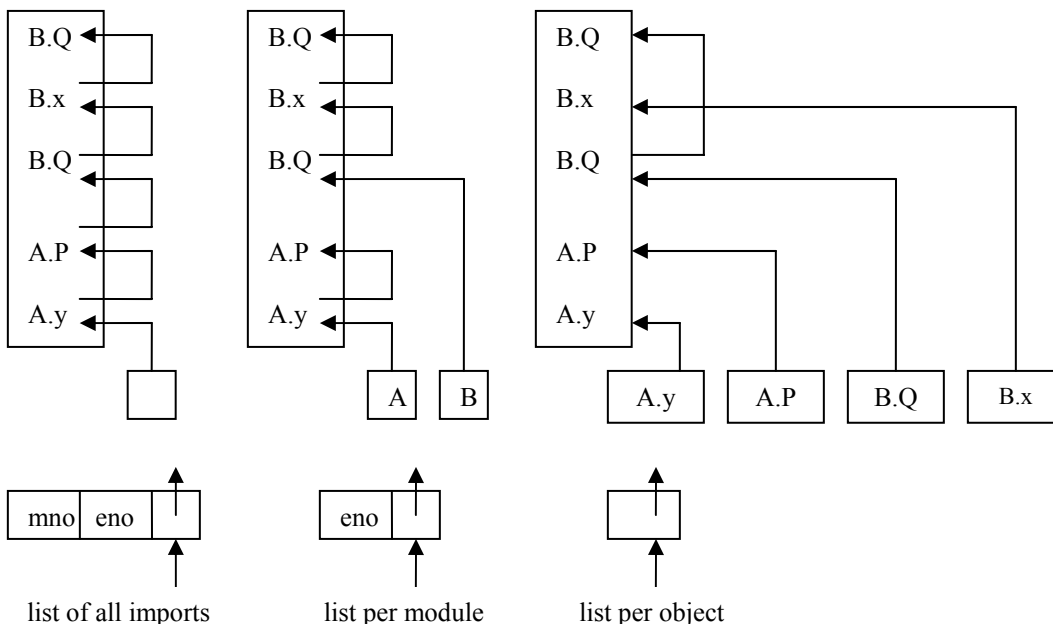 B.Q B.Q B.Q
B.x B.x B.x
B.Q B.Q B.Q
A.P A.P A.P
A.y A.y A.y
A B A.y A.P B.Q B.x
mno eno eno
list of all imports list per module list per object